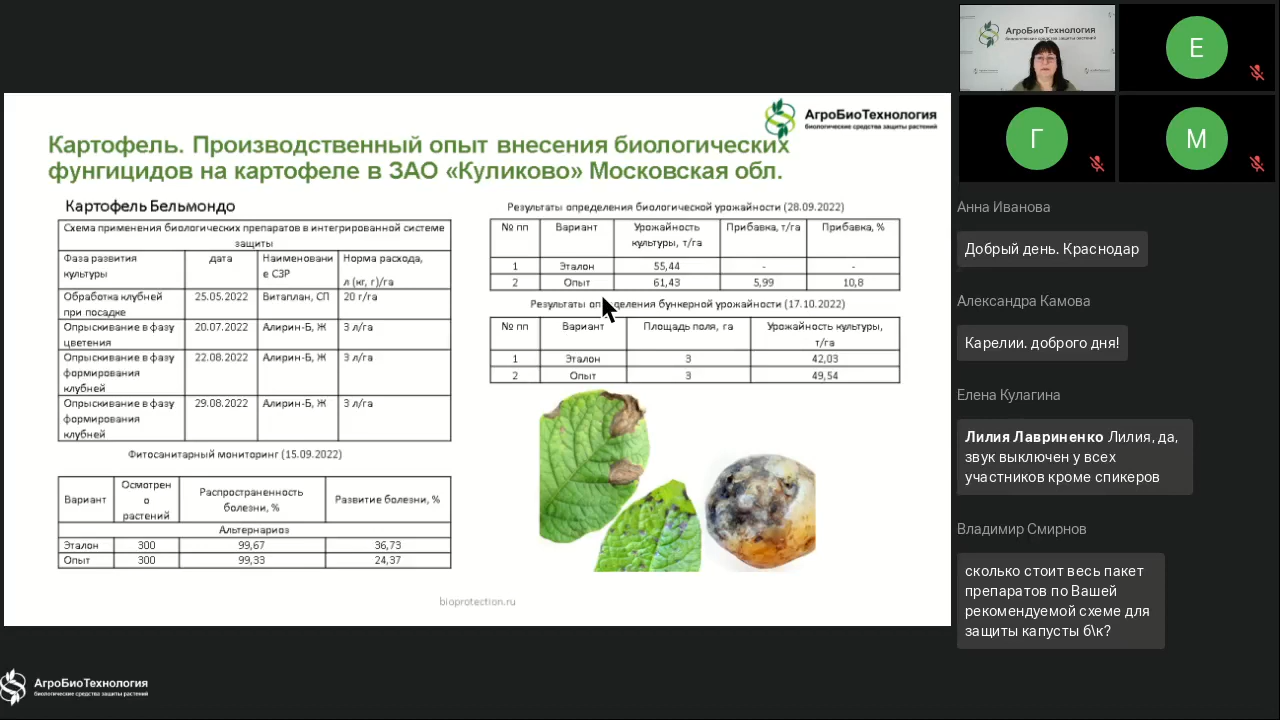 АгроБиоТехнология
биологические средства защиты растений
Картофель. Производственный опыт внесения биологических
фунгицидов на картофеле в ЗАО «Куликово» Московская обл.
Картофель Бельмондо
Схема применения биологических препаратов в интегрированной системе
защиты
Фаза развития
культуры
дата
Наименовани
е СЗР
Норма расхода,
л (кг, г)/га
Обработка клубней
при посадке
25.05.2022
Витаплан, СП
20 г/га
Опрыскивание в фазу
цветения
20.07.2022
Алирин-Б, Ж
3 л/га
Опрыскивание в фазу
формирования
клубней
22.08.2022
Алирин-Б, Ж
3 л/га
Опрыскивание в фазу
формирования
клубней
29.08.2022
Алирин-Б, Ж
3 л/га
Фитосанитарный мониторинг (15.09.2022)
Вариант
Осмотрен
о
растений
Распространенность
болезни, %
Развитие болезни, %
Альтернариоз
Эталон 300 99,67 36,73
Опыт 300 99,33 24,37
Результаты определения биологической урожайности (28.09.2022)
№ пп
Вариант
Урожайность
культуры, т/га
Прибавка, т/га
Прибавка, %
1 Эталон 55,44 - -
2 Опыт 61,43 5,99 10,8
Результаты определения бункерной урожайности (17.10.2022)
№ пп
Вариант
Площадь поля, га
Урожайность культуры,
т/га
1 Эталон 3 42,03
2 Опыт 3 49,54
bioprotection.ru
АгроБиоТехнология
биологические средства защиты растений
АгроБиоТехнология
Е
Г
М
Анна Иванова
Добрый день. Краснодар
Александра Камова
Карелии. доброго дня!
Елена Кулагина
Лилия Лавриненко Лилия, да,
звук выключен у всех
участников кроме спикеров
Владимир Смирнов
сколько стоит весь пакет
препаратов по Вашей
рекомендуемой схеме для
защиты капусты б\к?